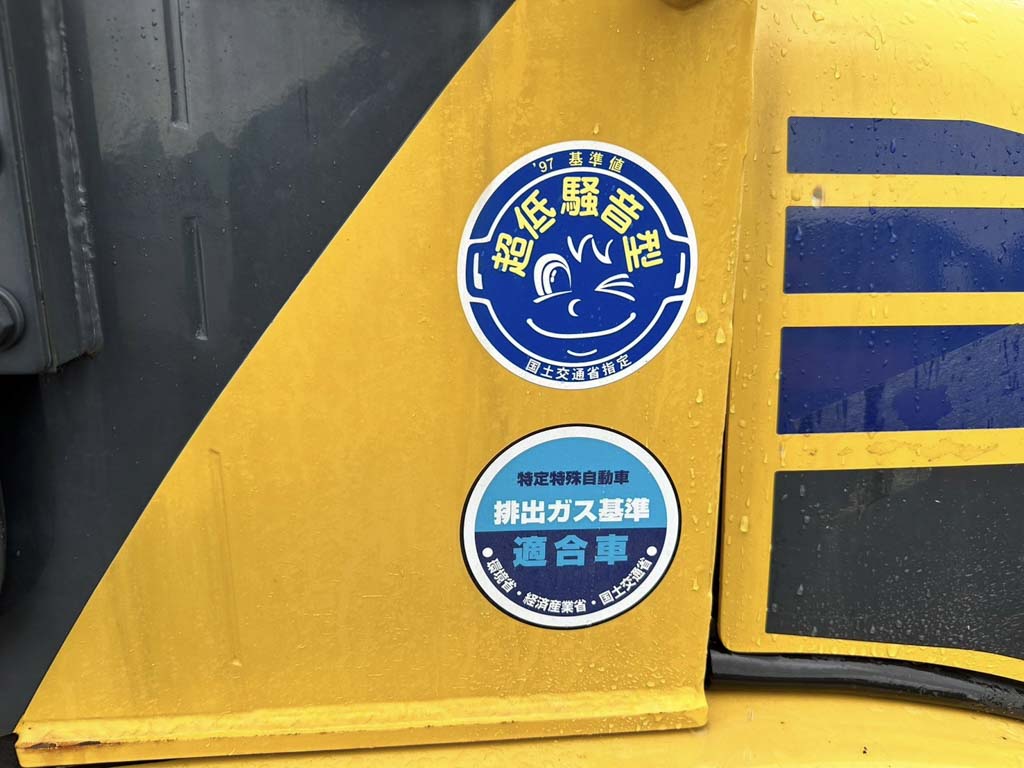 '97 基準値
超低騒音型
国土交通省指定
特定特殊自動車
排出ガス基準
適合車
・環境省・経済産業省・国土交通省・